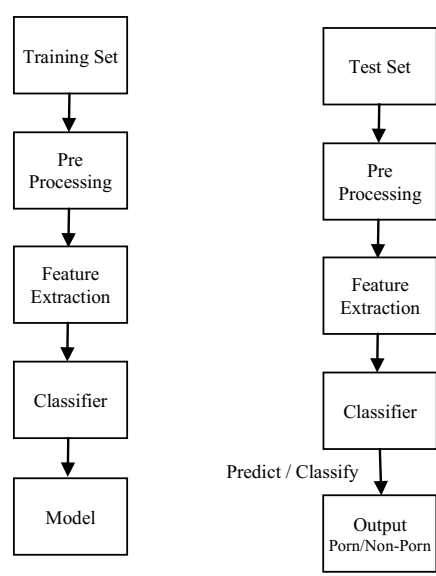 Training Set
Pre
Processing
Feature
Extraction
Classifier
Model
Test Set
Pre
Processing
Feature
Extraction
Classifier
Predict / Classify
Output
Porn/Non-Porn